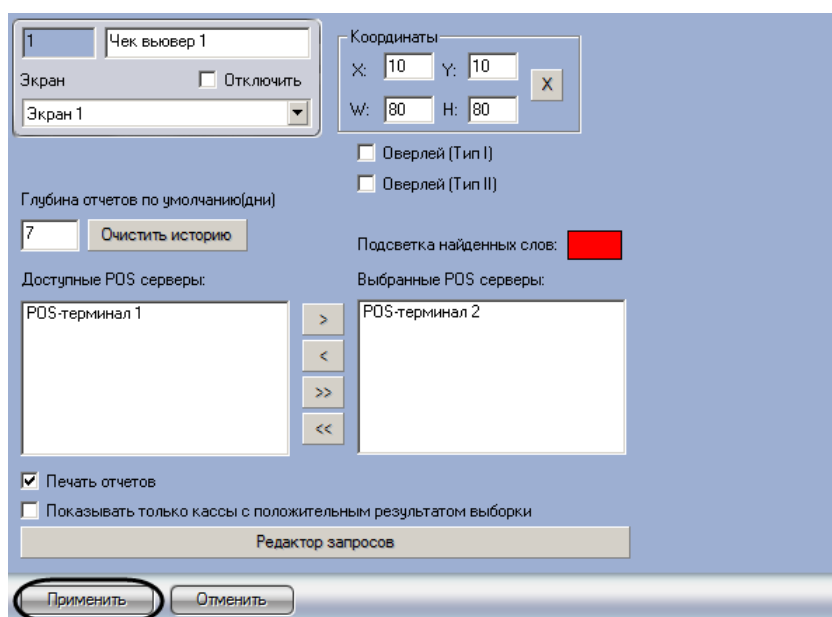 1
Чек вьювер 1
Экран
Отключить
Экран 1
Координаты
X: 10 Y: 10
X
W: 80 H: 80
Оверлей (Тип I)
Оверлей (Тип II)
Глубина отчетов по умолчанию(дни)
7
Очистить историю
Подсветка найденных слов:
Доступные POS серверы:
Выбранные POS серверы:
POS-терминал 1
POS-терминал 2
>
<
>>
<<
Печать отчетов
Показывать только кассы с положительным результатом выборки
Редактор запросов
Применить
Отменить